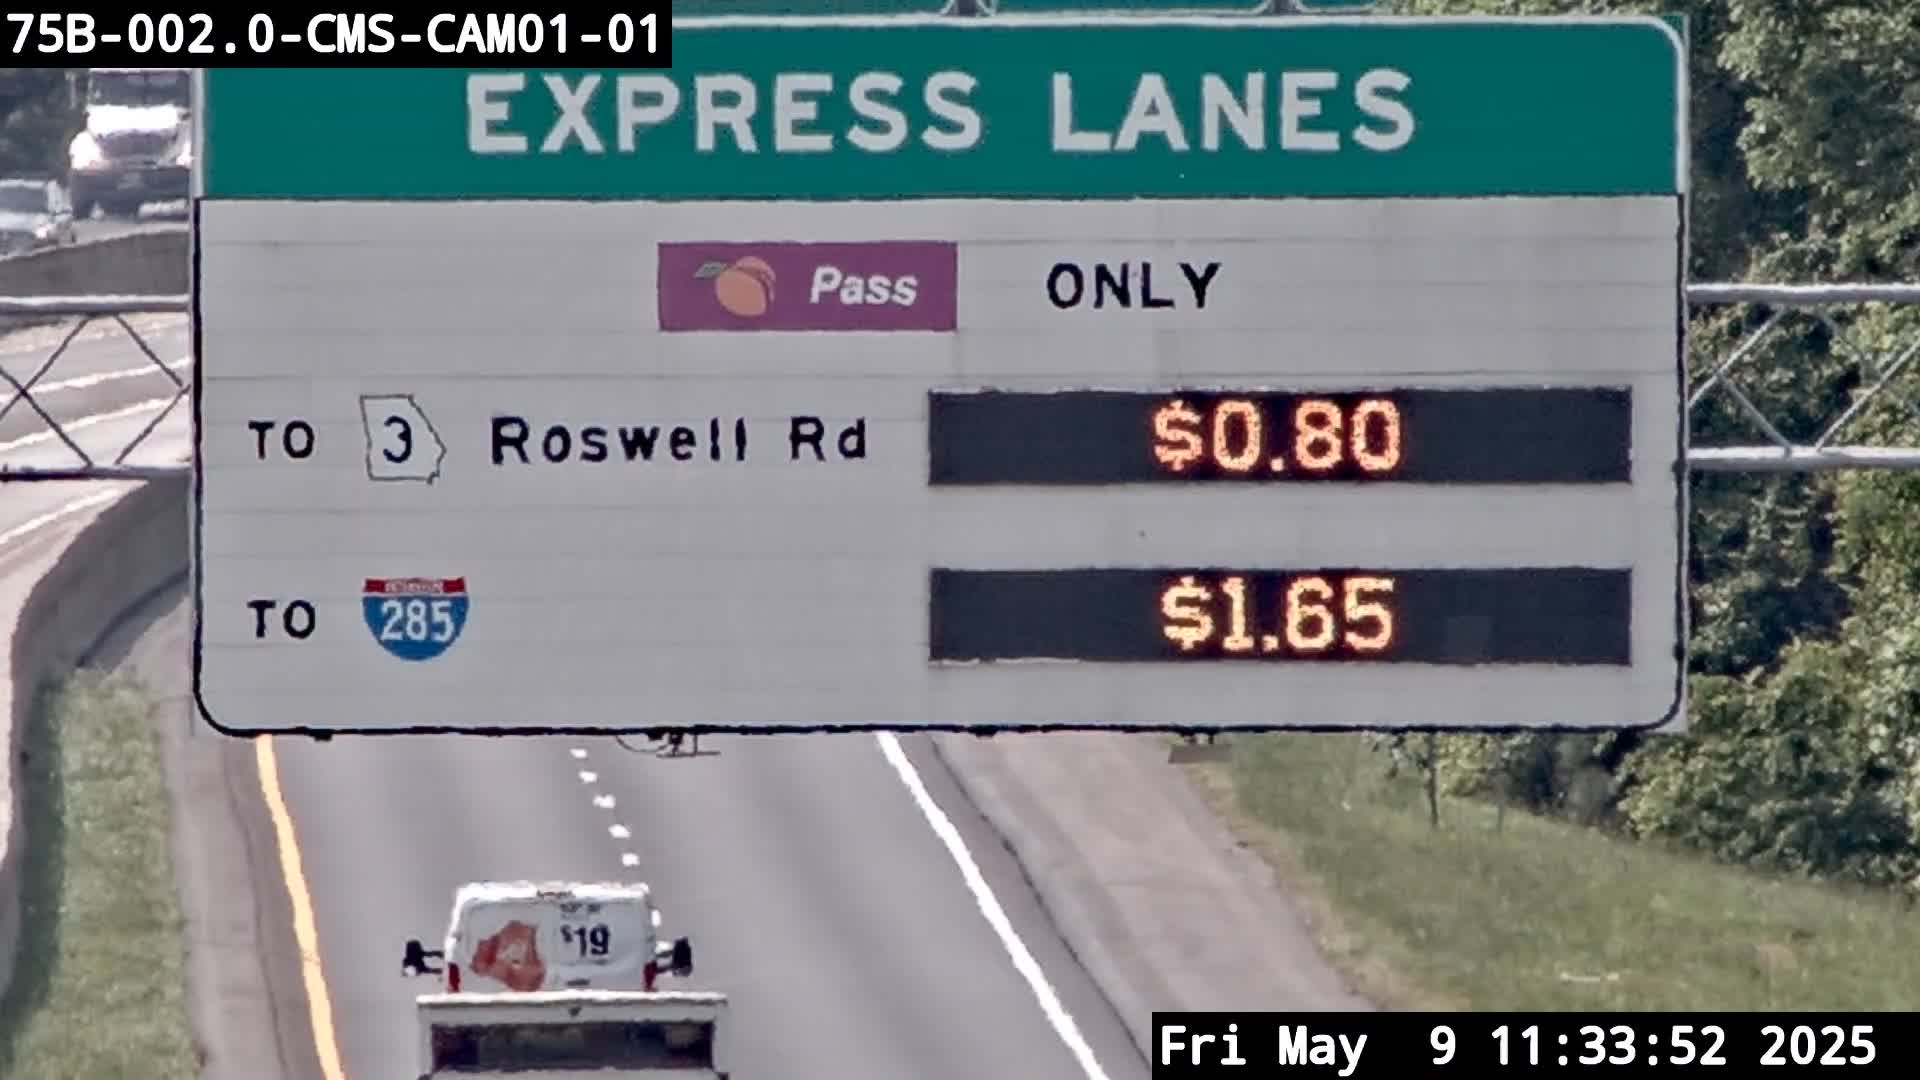 75B-002.0-CMS-CAM01-01
EXPRESS LANES
Pass ONLY
TO 3 Roswell Rd $0.80
TO 285 $1.65
$19
Fri May 9 11:33:52 2025